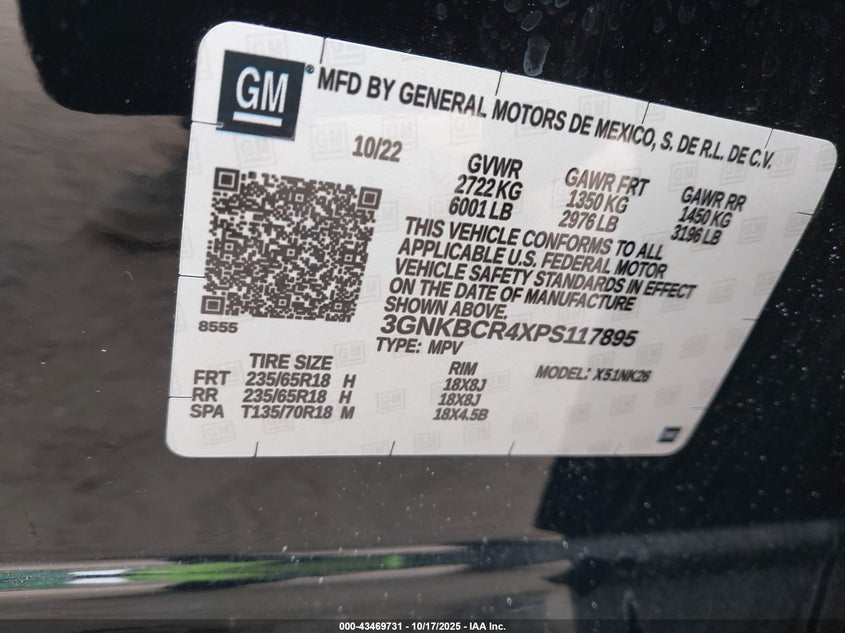 GM® MFD BY GENERAL MOTORS DE MEXICO, S. DE R.L. DE C.V.
10/22
GVWR GAWR FRT GAWR RR
2722 KG 1350 KG 1450 KG
6001 LB 2976 LB 3196 LB
THIS VEHICLE CONFORMS TO ALL
APPLICABLE U.S. FEDERAL MOTOR
VEHICLE SAFETY STANDARDS IN EFFECT
ON THE DATE OF MANUFACTURE
SHOWN ABOVE.
8555
3GNKBCR4XPS117895
TYPE: MPV
TIRE SIZE RIM MODEL: X51NK26
FRT 235/65R18 H 18X8J
RR 235/65R18 H 18X8J
SPA T135/70R18 M 18X4.5B
000-43469731 - 10/17/2025 - IAA Inc.